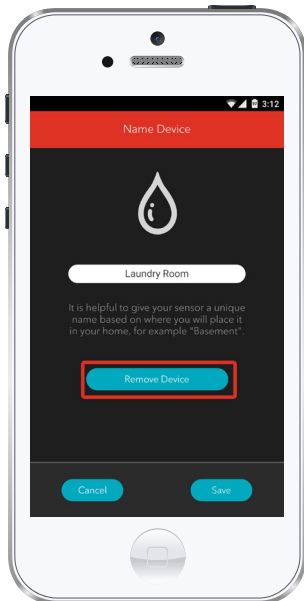 3:12
Name Device
Laundry Room
It is helpful to give your sensor a unique
name based on where you will place it
in your home, for example "Basement".
Remove Device
Cancel
Save